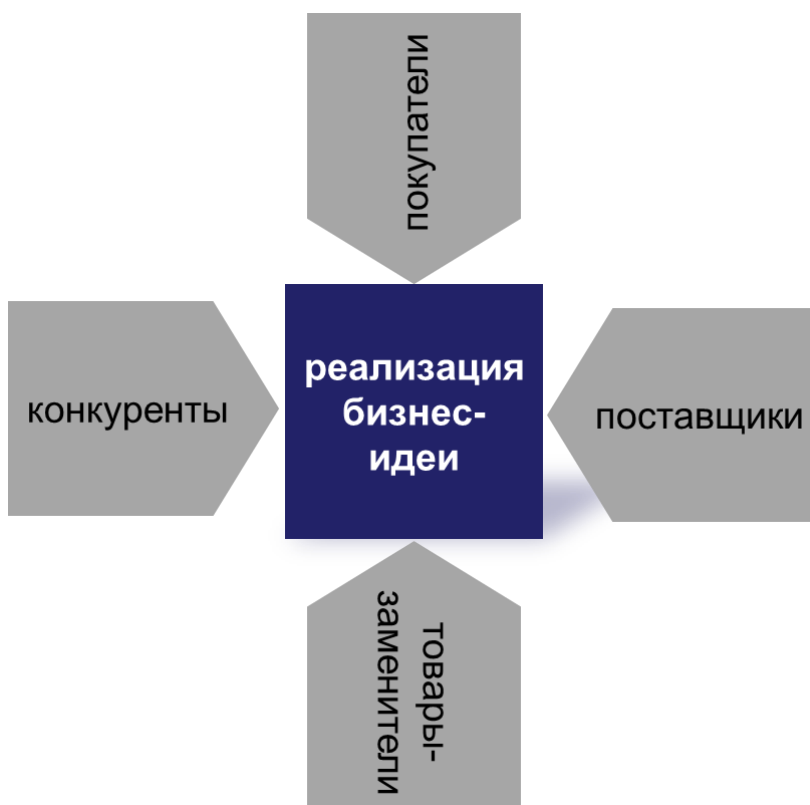 покупатели
конкуренты
реализация
бизнес-
идеи
поставщики
товары-
заменители